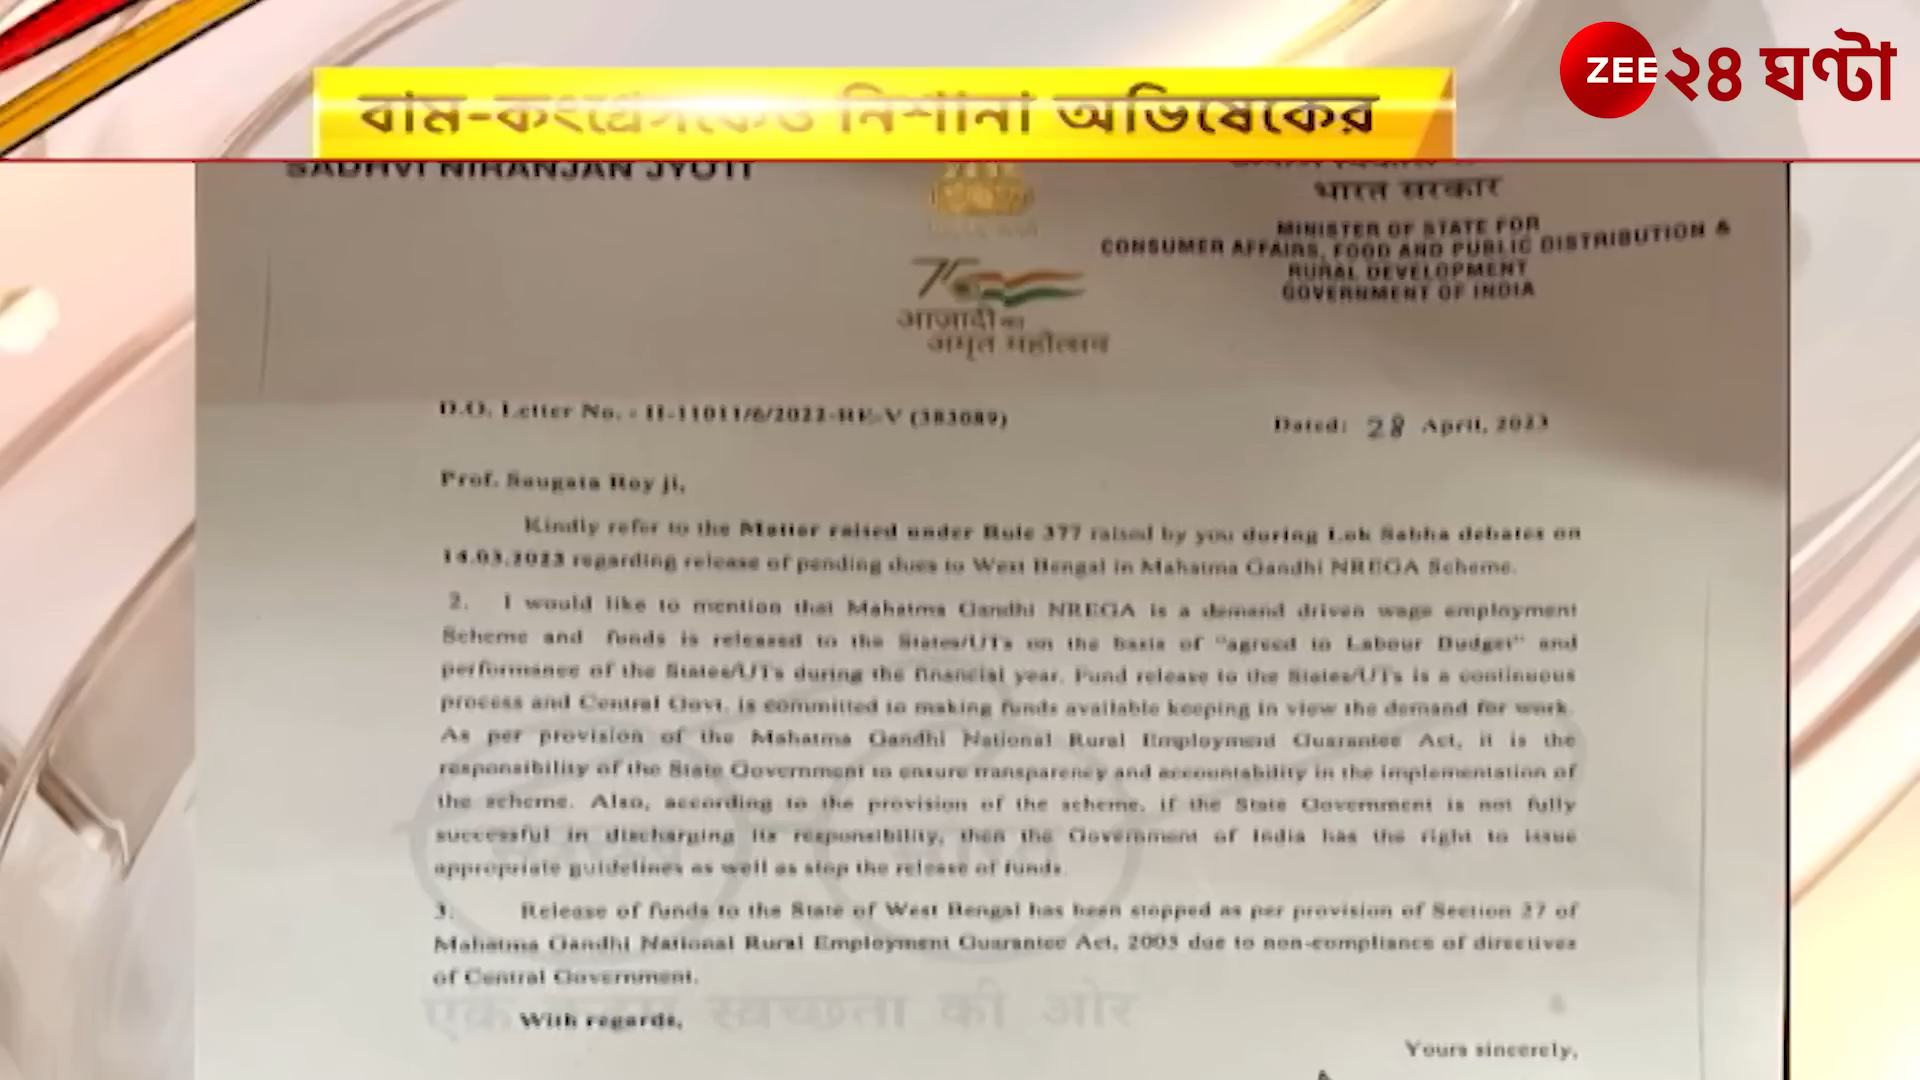 ZEE ২৪ ঘণ্টা
বাম-কংগ্রেসকেও নিশানা অভিষেকের
SADHVI NIRANJAN JYOTI
भारत सरकार
MINISTER OF STATE FOR
CONSUMER AFFAIRS, FOOD AND PUBLIC DISTRIBUTION &
RURAL DEVELOPMENT
GOVERNMENT OF INDIA
75
आज़ादी का
अमृत महोत्सव
D.O. Letter No. - H-11011/6/2022-RE-V (383089)
Dated: 28 April, 2023
Prof. Saugata Roy ji,
Kindly refer to the Matter raised under Rule 377 raised by you during Lok Sabha debates on
14.03.2023 regarding release of pending dues to West Bengal in Mahatma Gandhi NREGA Scheme.
2. I would like to mention that Mahatma Gandhi NREGA is a demand driven wage employment
Scheme and funds is released to the States/UTs on the basis of "agreed to Labour Budget" and
performance of the States/UTs during the financial year. Fund release to the States/UTs is a continuous
process and Central Govt. is committed to making funds available keeping in view the demand for work.
As per provision of the Mahatma Gandhi National Rural Employment Guarantee Act, it is the
responsibility of the State Government to ensure transparency and accountability in the implementation of
the scheme. Also, according to the provision of the scheme, if the State Government is not fully
successful in discharging its responsibility, then the Government of India has the right to issue
appropriate guidelines as well as stop the release of funds.
3. Release of funds to the State of West Bengal has been stopped as per provision of Section 27 of
Mahatma Gandhi National Rural Employment Guarantee Act, 2005 due to non-compliance of directives
of Central Government.
एक कदम स्वच्छता की ओर
With regards,
Yours sincerely,